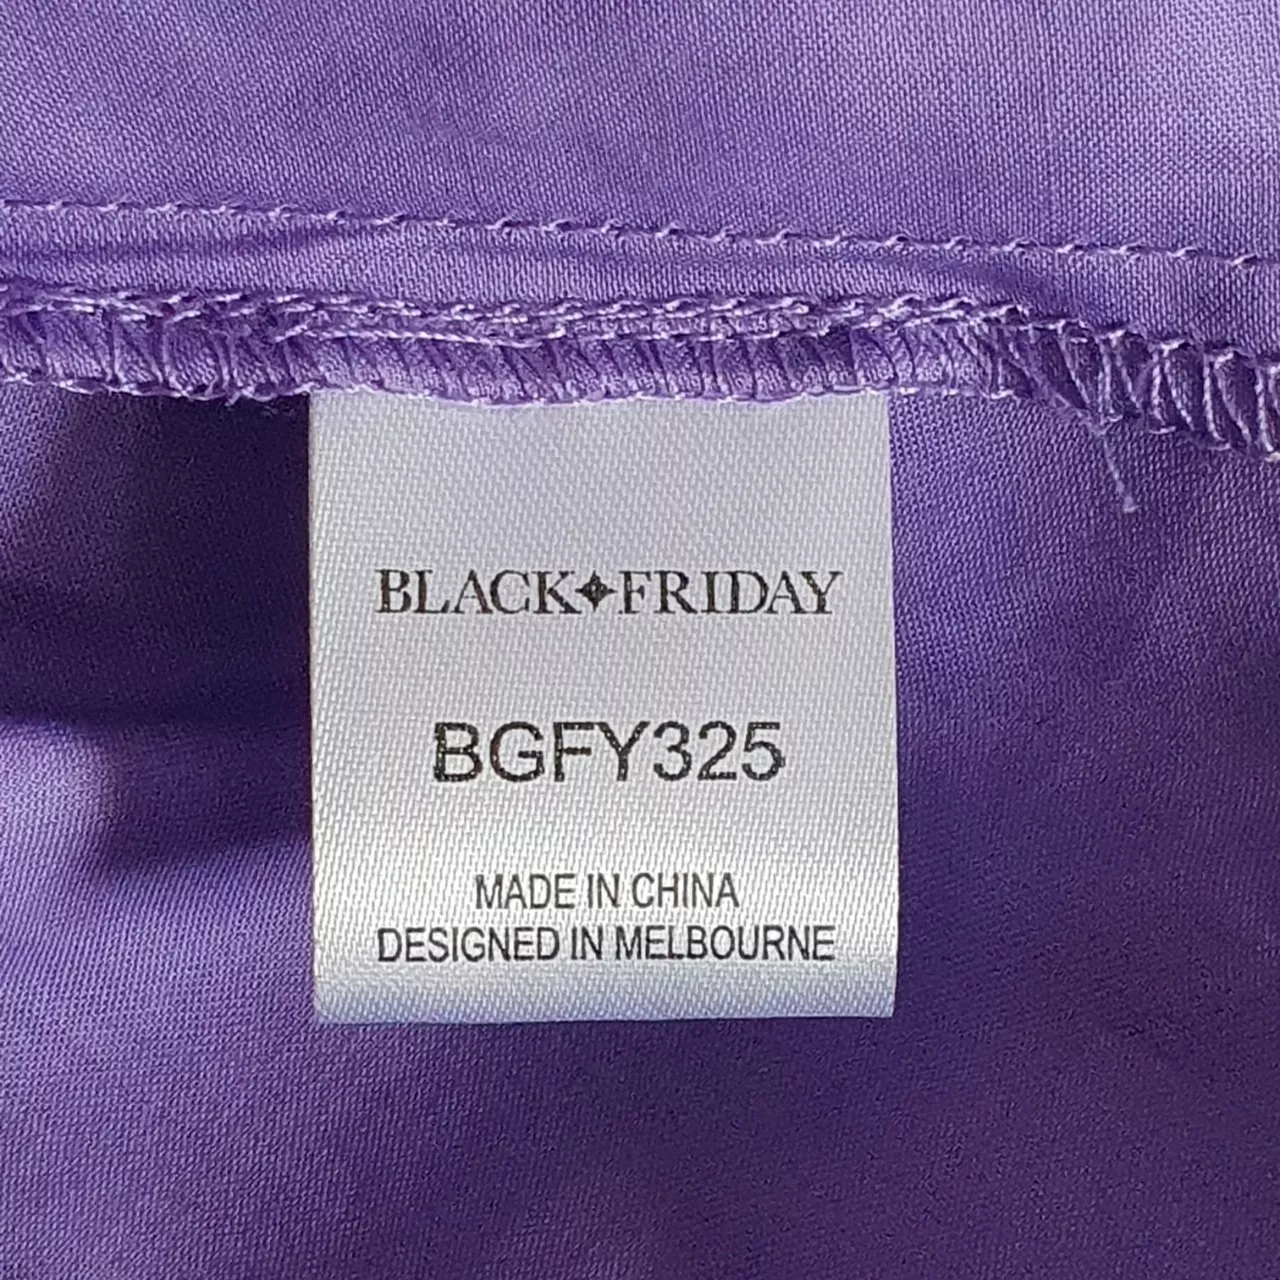 BLACK✦FRIDAY
BGFY325
MADE IN CHINA
DESIGNED IN MELBOURNE